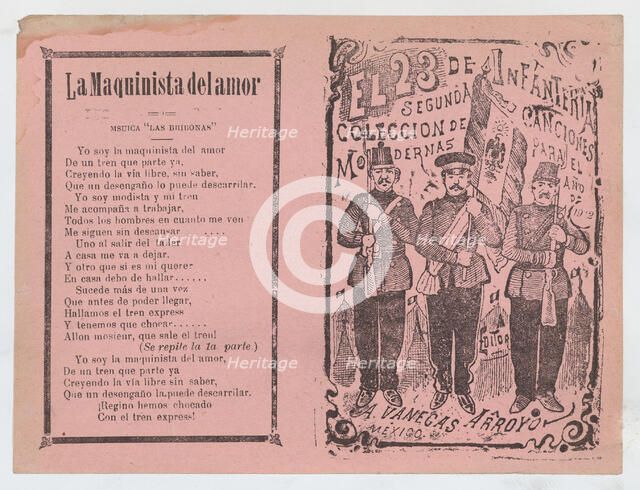 La Maquinista del amor
MSUICA "LAS BRIBONAS"
Yo soy la maquinista del amor
De un tren que parte ya,
Creyendo la vía libre, sin saber,
Que un desengaño lo puede descarrilar.
Yo soy modista y mi tren
Me acompaña a trabajar,
Todos los hombres en cuanto me ven
Me siguen sin descansar ....
Uno al salir del taller
A casa me va a dejar.
Y otro que si es mi querer
En casa debo de hallar......
Sucede más de una vez
Que antes de poder llegar,
Hallamos el tren express
Y tenemos que chocar......
Allon mosieur, que sale el tren!
(Se repite la 1a. parte.)
Yo soy la maquinista del amor,
De un tren que parte ya
Creyendo la vía libre sin saber,
Que un desengaño la puede descarrilar.
¡Regino hemos chocado
Con el tren express!
EL 23 DE INFANTERIA
SEGUNDA
COLECCION DE CANCIONES
MODERNAS PARA EL
AÑO DE
1912
EDITOR
A. VANEGAS ARROYO
MEXICO.
Heritage
Heritage
Heritage
Heritage
Heritage
Heritage
Heritage
Heritage